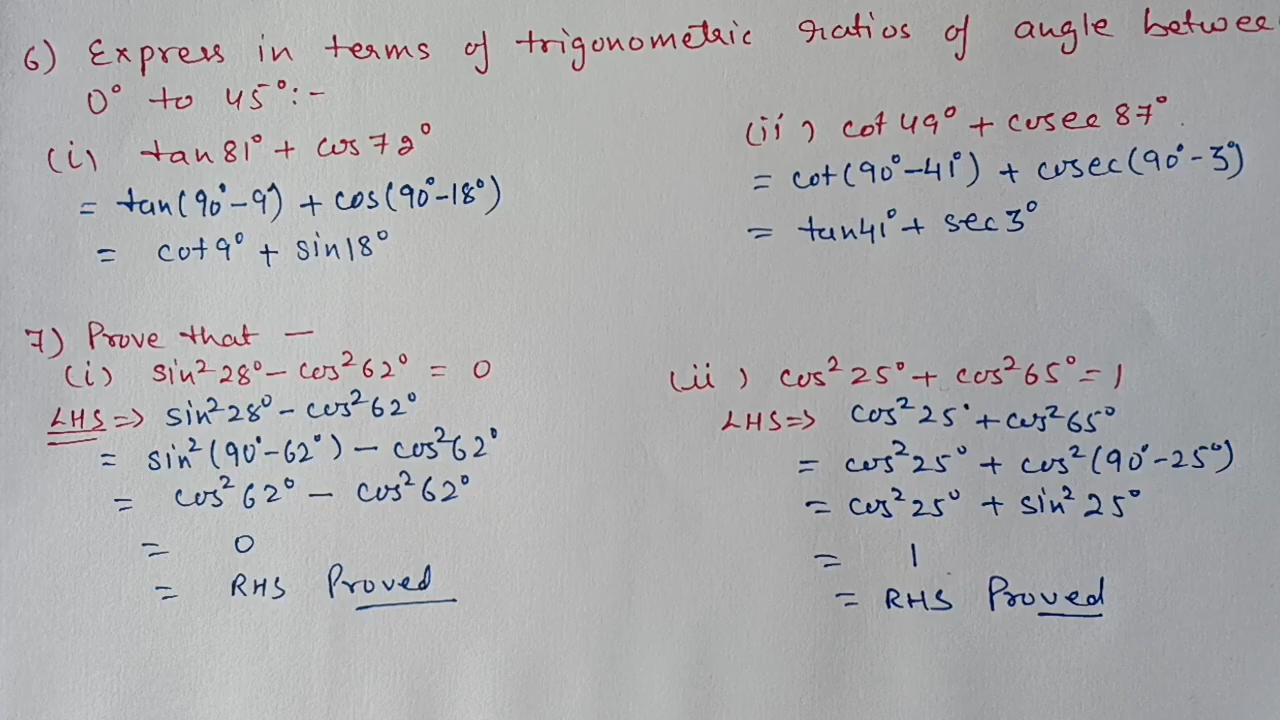 6) Express in terms of trigonometric ratios of angle betwee
0° to 45°:-
(i) tan 81° + cos 72°
= tan(90°-9°) + cos(90°-18°)
= cot 9° + sin 18°
(ii) cot 49° + cosec 87°.
= cot(90°-41°) + cosec(90°-3°)
= tan 41° + sec 3°
7) Prove that —
(i) sin² 28° - cos² 62° = 0
LHS => sin² 28° - cos² 62°
= sin² (90°-62°) - cos² 62°
= cos² 62° - cos² 62°
= 0
= RHS Proved
(ii) cos² 25° + cos² 65° = 1
LHS => cos² 25° + cos² 65°
= cos² 25° + cos² (90°-25°)
= cos² 25° + sin² 25°
= 1
= RHS Proved